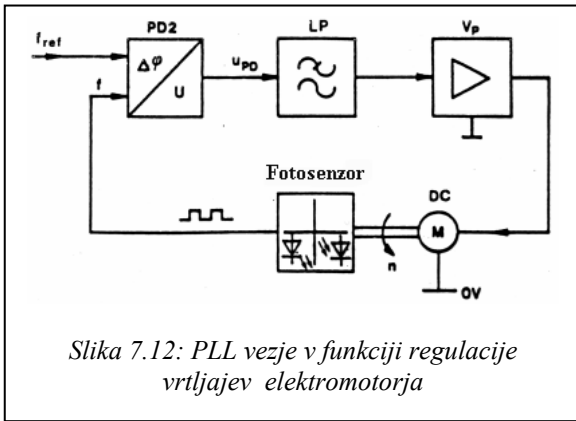 PD2
LP
Vp
fref
Δφ
U
f
uPD
Fotosenzor
DC
M
n
0V
Slika 7.12: PLL vezje v funkciji regulacije
vrtljajev elektromotorja